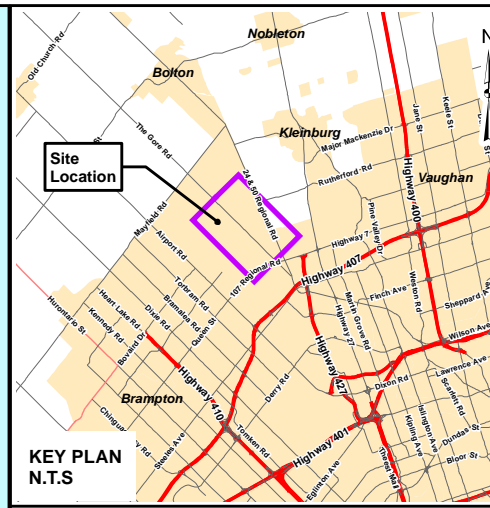 Nobleton
Old Church Rd
Bolton
N
Keele St
Jane St
The Gore Rd
Kleinburg
Major Mackenzie Dr
Site
Location
24 & 50 Regional Rd
Rutherford Rd
Highway 400
Vaughan
Mayfield Rd
Pine Valley Dr
Airport Rd
Highway 7
107 Regional Rd
Highway 407
Weston Rd
Torbram Rd
Bramalea Rd
Queen St
Dixie Rd
Heart Lake Rd
Kennedy Rd
Hurontario St
Bovaird Dr
Martin Grove Rd
Highway 27
Finch Ave
Sheppard Ave
Wilson Ave
Highway 427
Lawrence Ave
Dixon Rd
Scarlett Rd
Brampton
Highway 410
Derry Rd
Islington Ave
Kipling Ave
Dundas St
Bloor St
Steeles Ave
Tomken Rd
Highway 401
Eglinton Ave
KEY PLAN
N.T.S